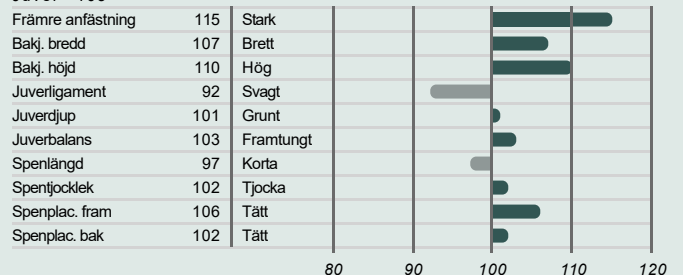 Främre anfästning 115 Stark
Bakj. bredd 107 Brett
Bakj. höjd 110 Hög
Juverligament 92 Svagt
Juverdjup 101 Grunt
Juverbalans 103 Framtungt
Spenlängd 97 Korta
Spentjocklek 102 Tjocka
Spenplac. fram 106 Tätt
Spenplac. bak 102 Tätt
80 90 100 110 120